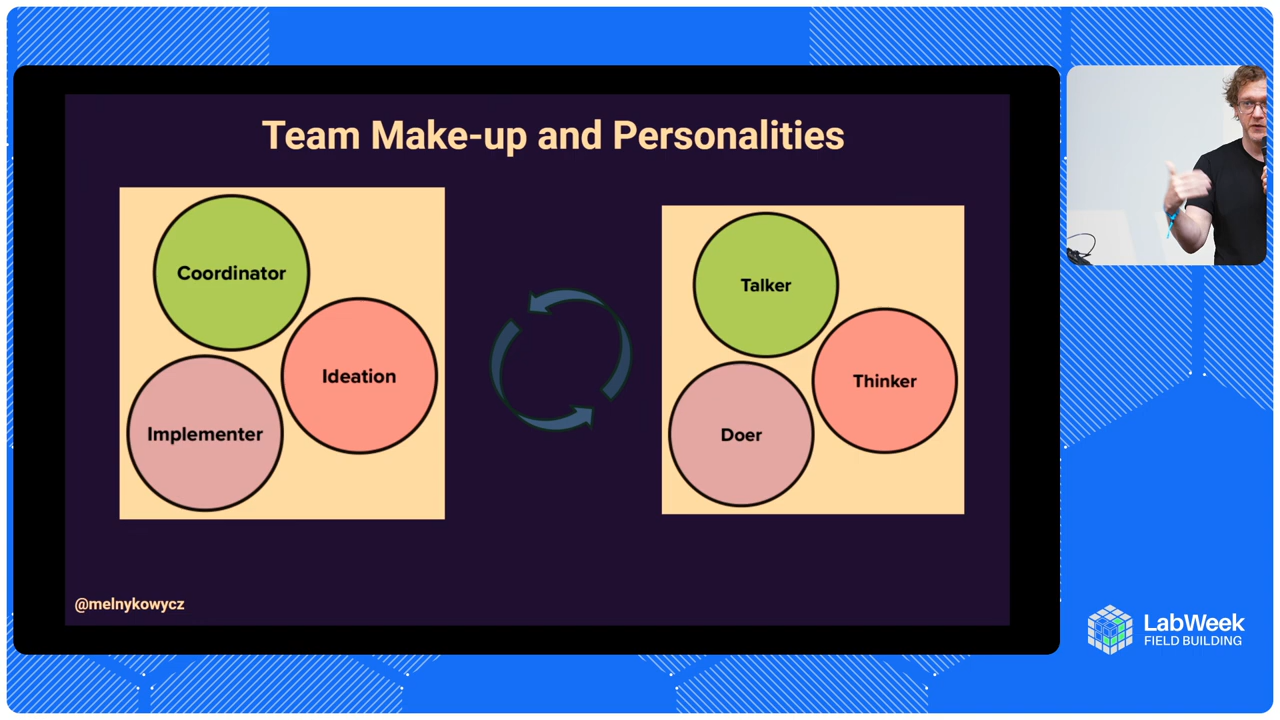 Team Make-up and Personalities
Coordinator
Ideation
Implementer
Talker
Thinker
Doer
@melnykowycz
LabWeek
FIELD BUILDING